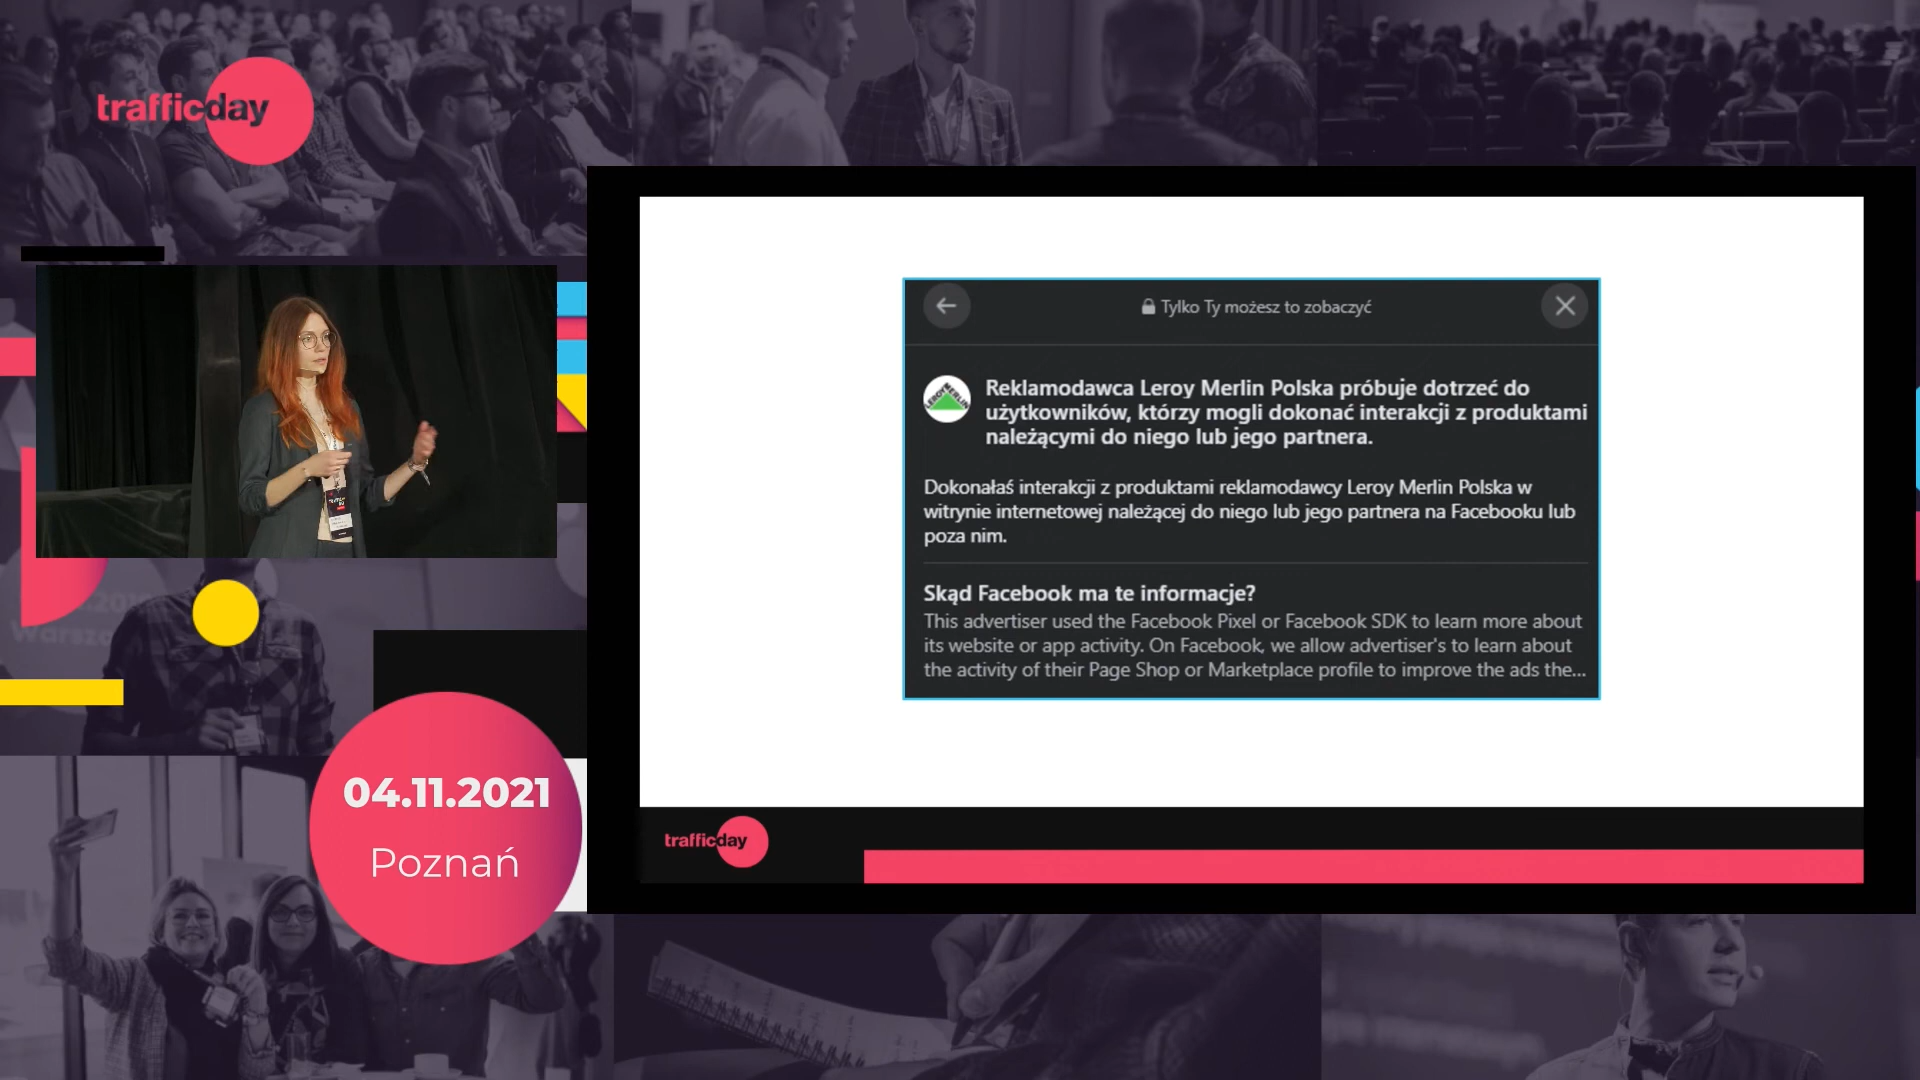 trafficday
Tylko Ty możesz to zobaczyć
LEROY MERLIN
Reklamodawca Leroy Merlin Polska próbuje dotrzeć do
użytkowników, którzy mogli dokonać interakcji z produktami
należącymi do niego lub jego partnera.
Dokonałaś interakcji z produktami reklamodawcy Leroy Merlin Polska w
witrynie internetowej należącej do niego lub jego partnera na Facebooku lub
poza nim.
Skąd Facebook ma te informacje?
This advertiser used the Facebook Pixel or Facebook SDK to learn more about
its website or app activity. On Facebook, we allow advertiser's to learn about
the activity of their Page Shop or Marketplace profile to improve the ads the...
04.11.2021
Poznań
trafficday